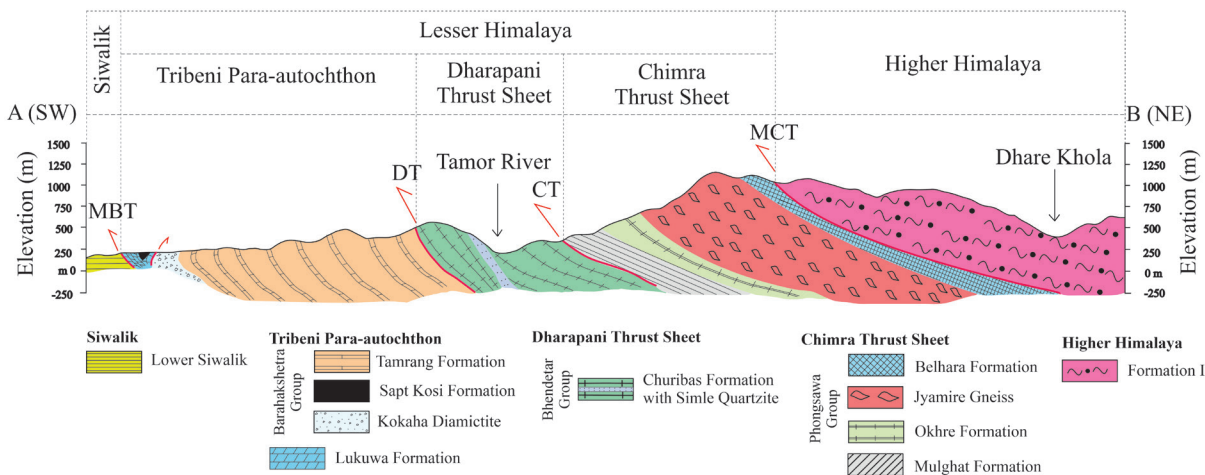 Siwalik
Lesser Himalaya
Higher Himalaya
Tribeni Para-autochthon
Dharapani
Thrust Sheet
Chimra
Thrust Sheet
A (SW)
B (NE)
Elevation (m)
1500
1250
1000
750
500
250
m 0
-250
MBT
DT
Tamor River
CT
MCT
Dhare Khola
1500
1250
1000
750
500
250
0 m
-250
Elevation (m)
Siwalik
Lower Siwalik
Tribeni Para-autochthon
Barahakshetra
Group
Tamrang Formation
Sapt Kosi Formation
Kokaha Diamictite
Lukuwa Formation
Dharapani Thrust Sheet
Bhendetar
Group
Churibas Formation
with Simle Quartzite
Chimra Thrust Sheet
Phongsawa
Group
Belhara Formation
Jyamire Gneiss
Okhre Formation
Mulghat Formation
Higher Himalaya
Formation I